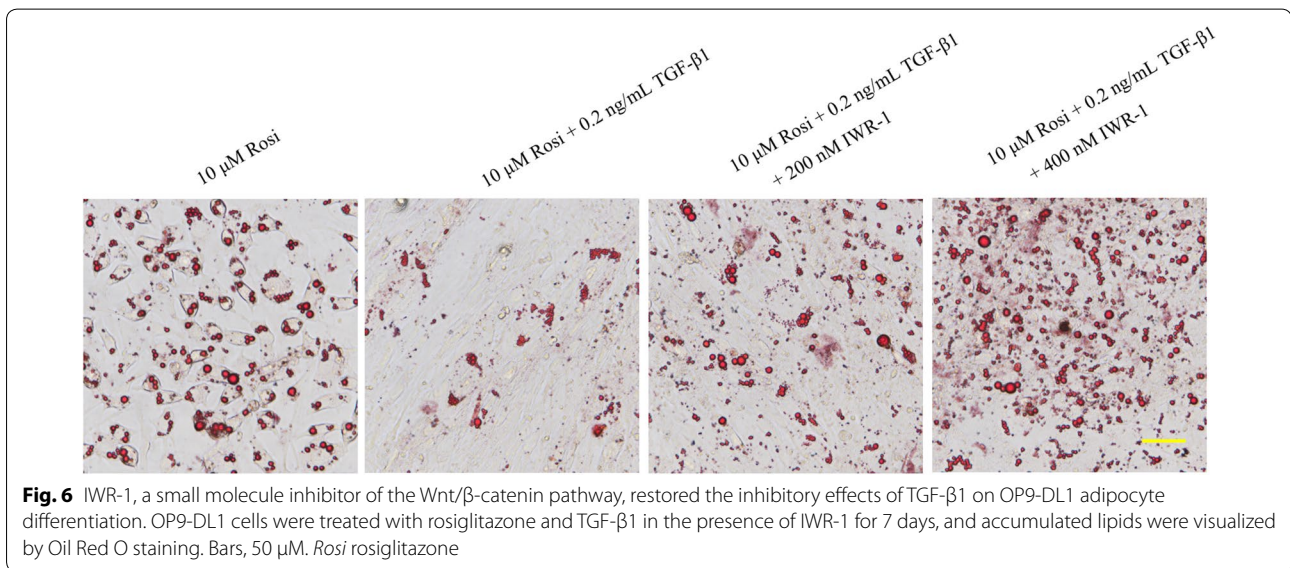 10 μM Rosi
10 μM Rosi + 0.2 ng/mL TGF-β1
10 μM Rosi + 0.2 ng/mL TGF-β1
+ 200 nM IWR-1
10 μM Rosi + 0.2 ng/mL TGF-β1
+ 400 nM IWR-1
Fig. 6 IWR-1, a small molecule inhibitor of the Wnt/β-catenin pathway, restored the inhibitory effects of TGF-β1 on OP9-DL1 adipocyte
differentiation. OP9-DL1 cells were treated with rosiglitazone and TGF-β1 in the presence of IWR-1 for 7 days, and accumulated lipids were visualized
by Oil Red O staining. Bars, 50 μM. Rosi rosiglitazone